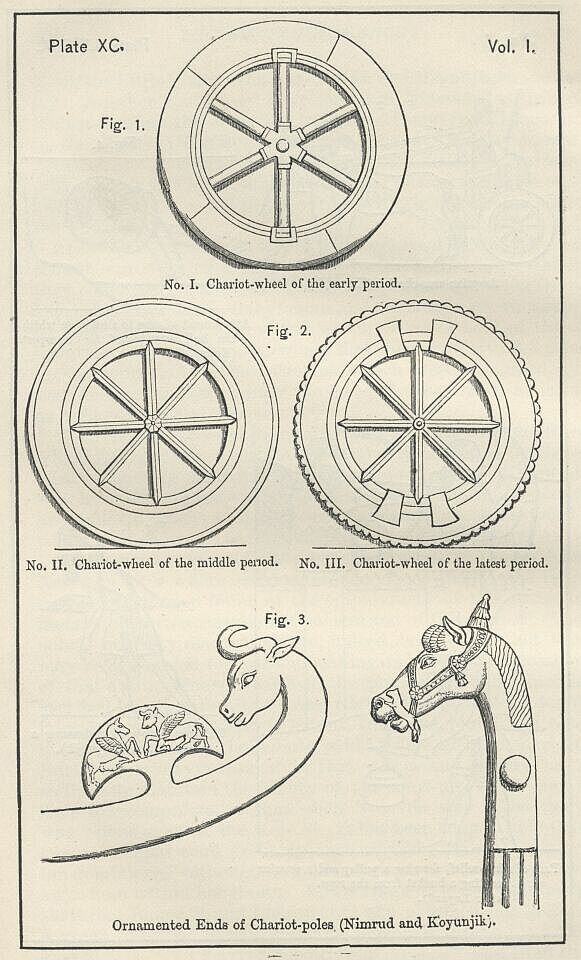 Plate XC.
Vol. I.
Fig. 1.
No. I. Chariot-wheel of the early period.
Fig. 2.
No. II. Chariot-wheel of the middle period.
No. III. Chariot-wheel of the latest period.
Fig. 3.
Ornamented Ends of Chariot-poles (Nimrud and Koyunjik).